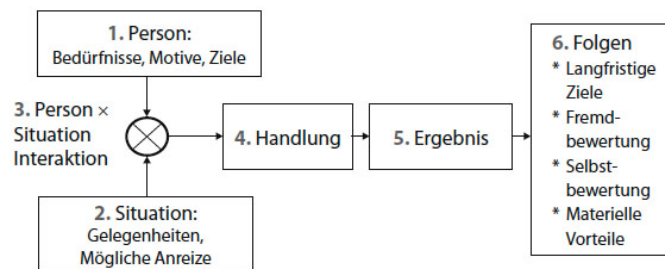 1. Person:
Bedürfnisse, Motive, Ziele
3. Person ×
Situation
Interaktion
2. Situation:
Gelegenheiten,
Mögliche Anreize
4. Handlung
5. Ergebnis
6. Folgen
* Langfristige
Ziele
* Fremd-
bewertung
* Selbst-
bewertung
* Materielle
Vorteile